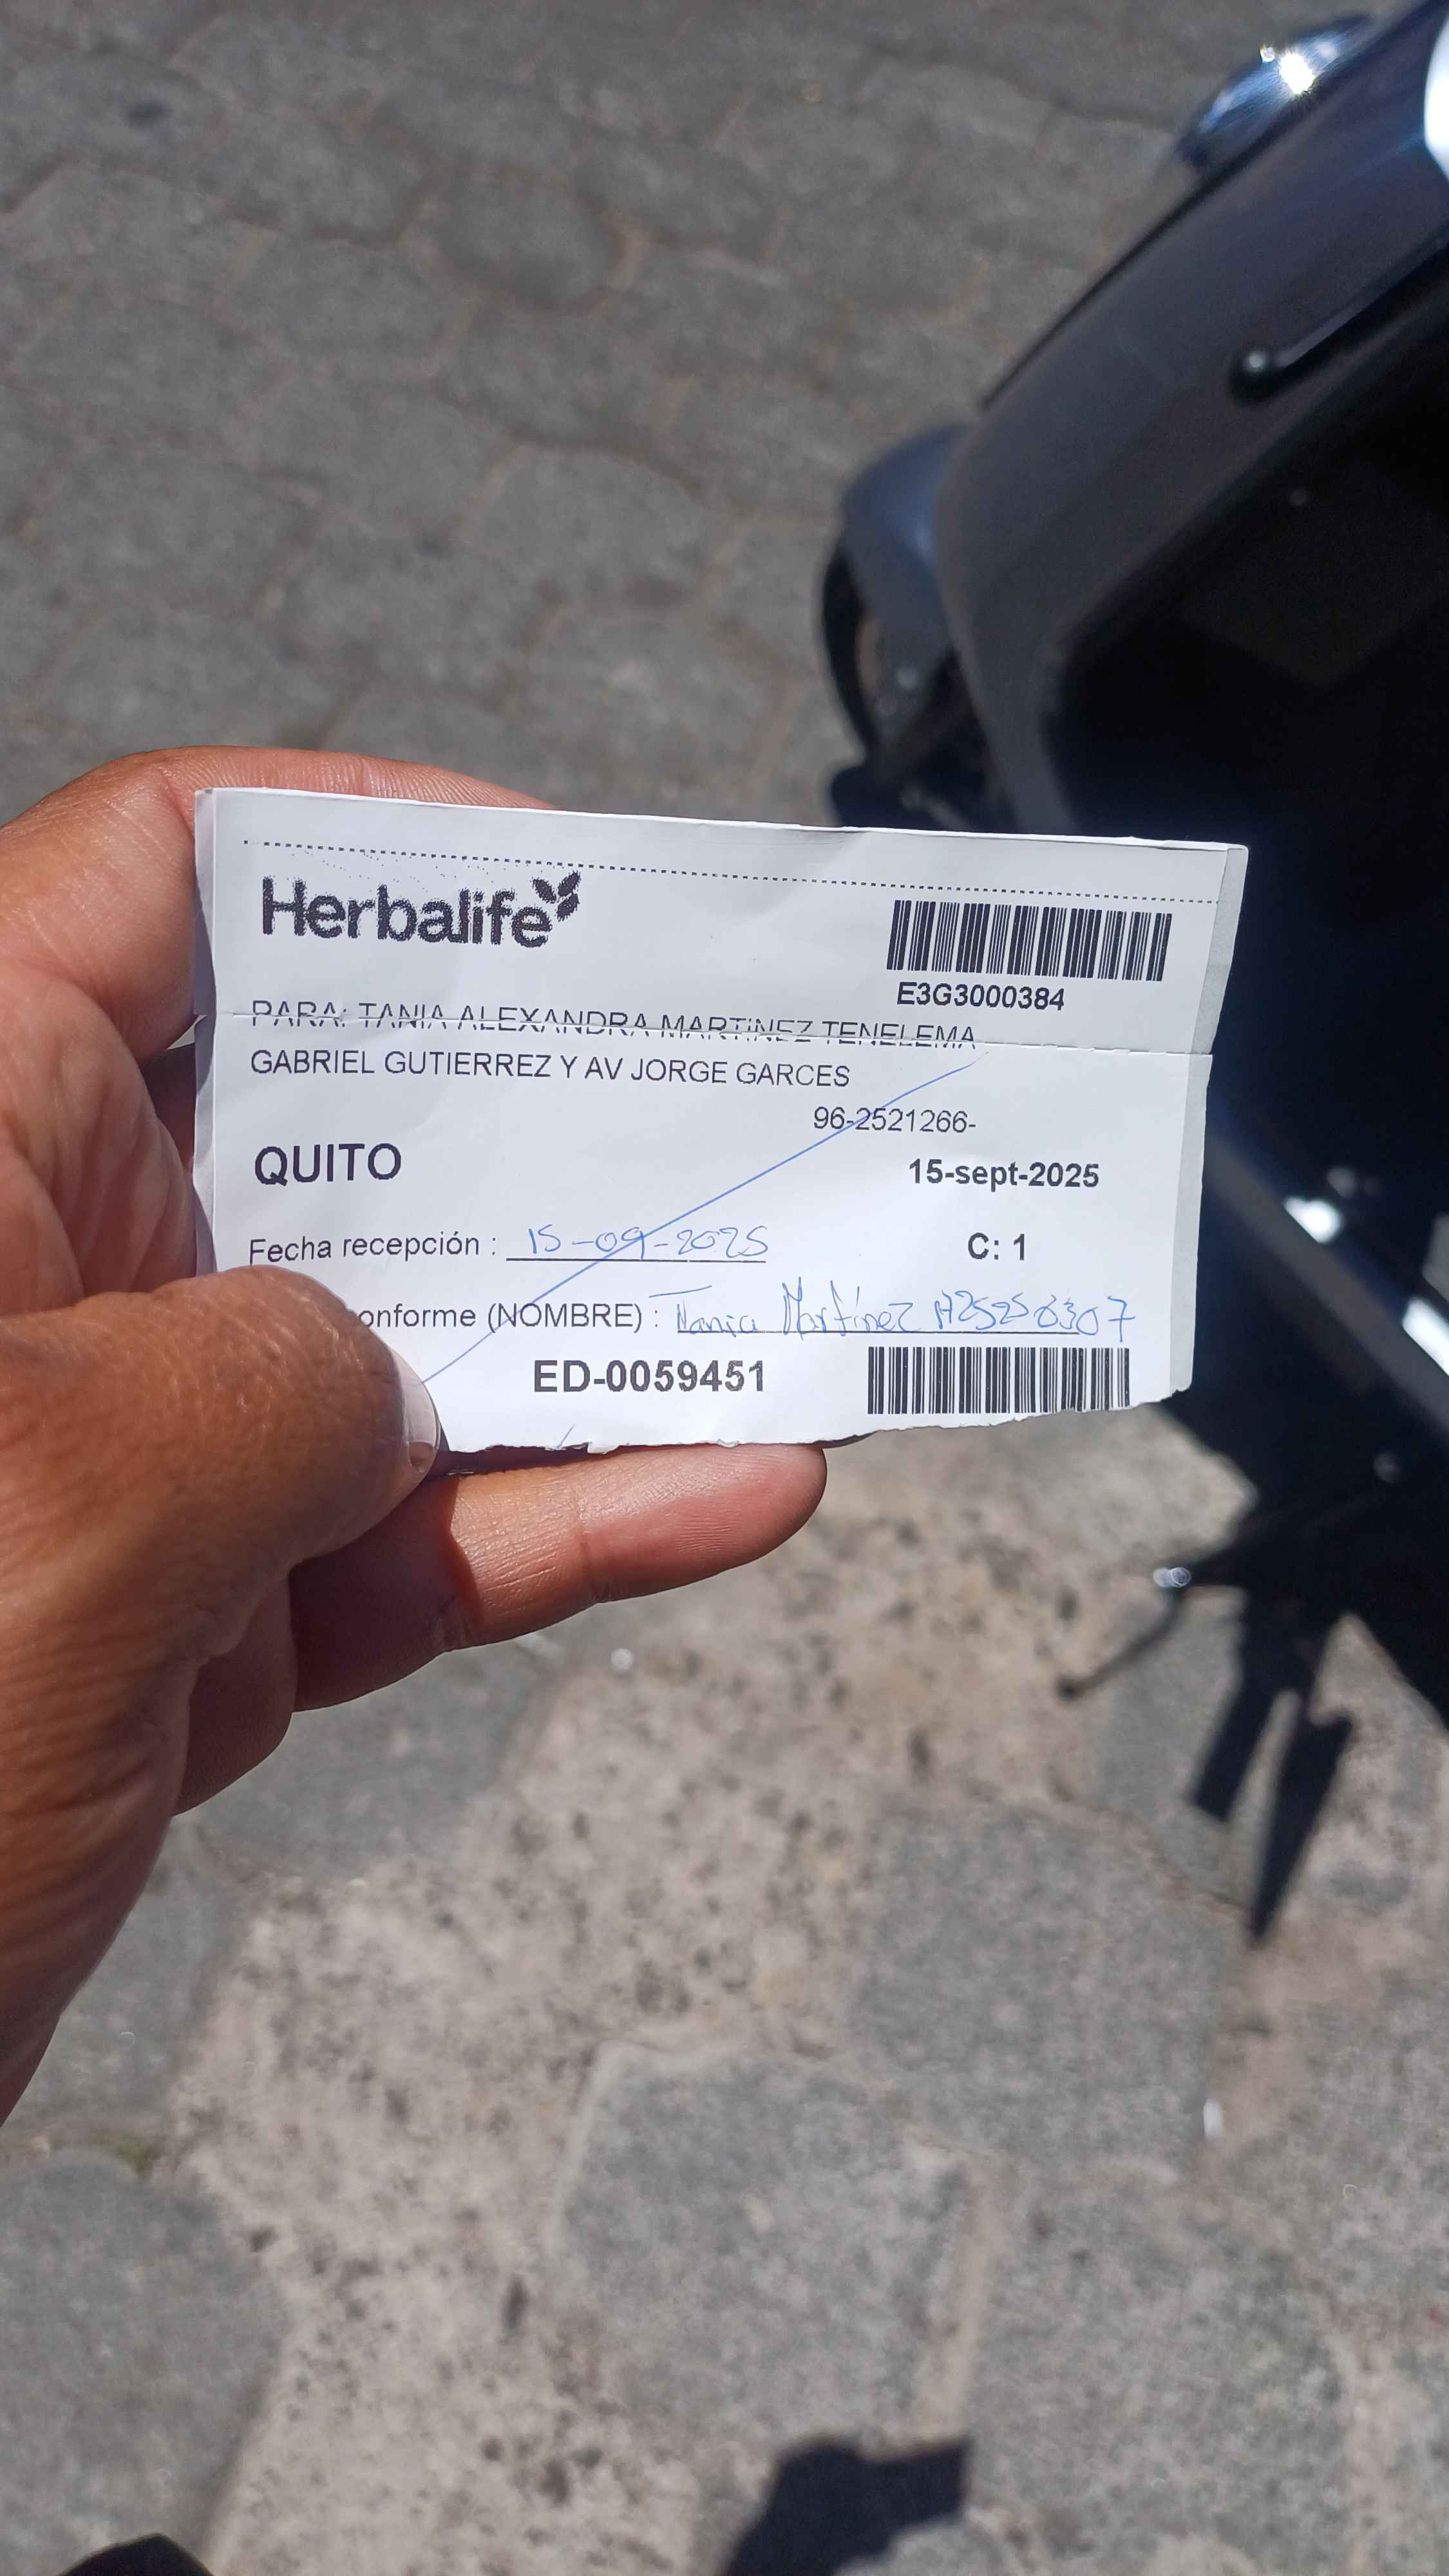 Herbalife
E3G3000384
PARA: TANIA ALEXANDRA MARTINEZ TENELEMA
GABRIEL GUTIERREZ Y AV JORGE GARCES
96-2521266-
QUITO
15-sept-2025
Fecha recepción : 15-09-2025
C: 1
onforme (NOMBRE) : Tania Martínez
ED-0059451